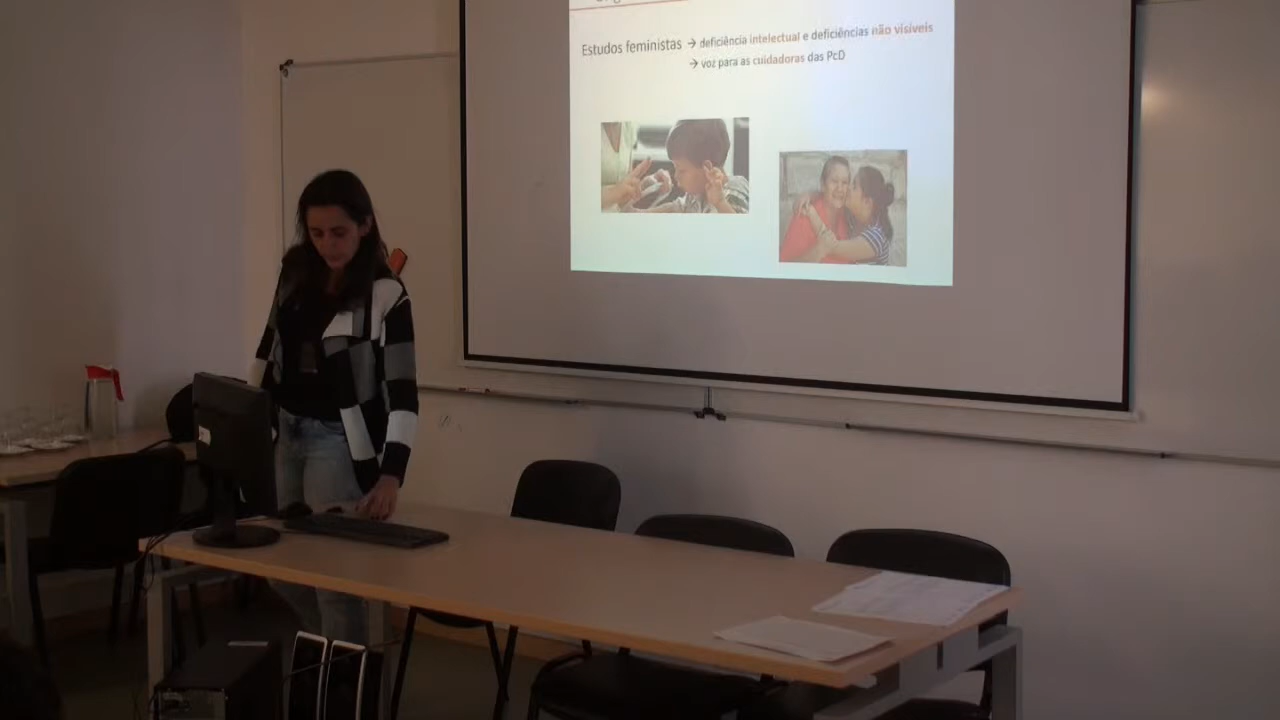 Estudos feministas → deficiência intelectual e deficiências não visíveis
→ voz para as cuidadoras das PcD